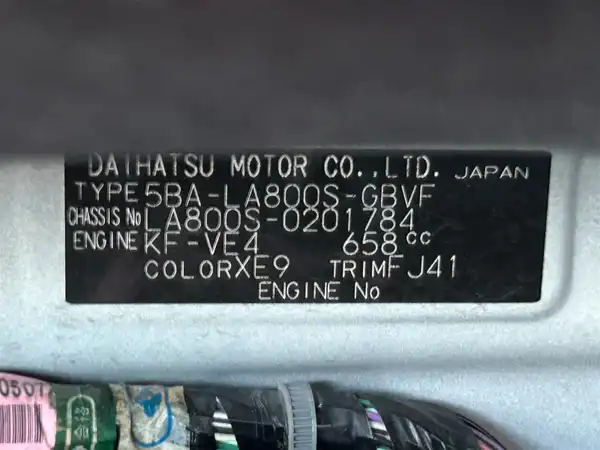 DAIHATSU MOTOR CO.,LTD. JAPAN
TYPE 5BA-LA800S-GBVF
CHASSIS No LA800S-0201784
ENGINE KF-VE4 658cc
COLOR XE9 TRIM FJ41
ENGINE No
0501